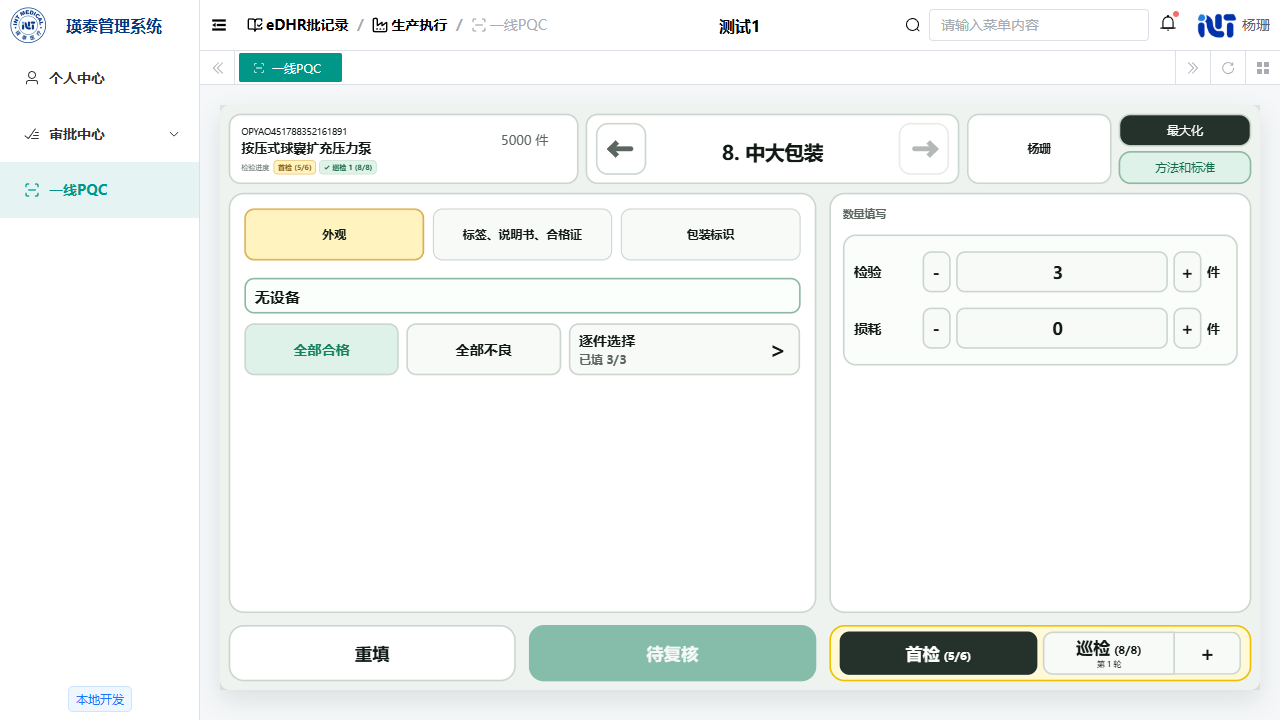 瑛泰管理系统
eDHR批记录 / 生产执行 / 一线PQC
测试1
请输入菜单内容
杨珊
个人中心
审批中心
一线PQC
本地开发
一线PQC
OPYAO451788352161891
按压式球囊扩充压力泵
5000 件
检验进度 首检 (5/6) ✓ 巡检 1 (8/8)
8. 中大包装
杨珊
最大化
方法和标准
外观
标签、说明书、合格证
包装标识
无设备
全部合格
全部不良
逐件选择
已填 3/3
>
数量填写
检验 - 3 + 件
损耗 - 0 + 件
重填
待复核
首检 (5/6)
巡检 (8/8)
第 1 轮
+